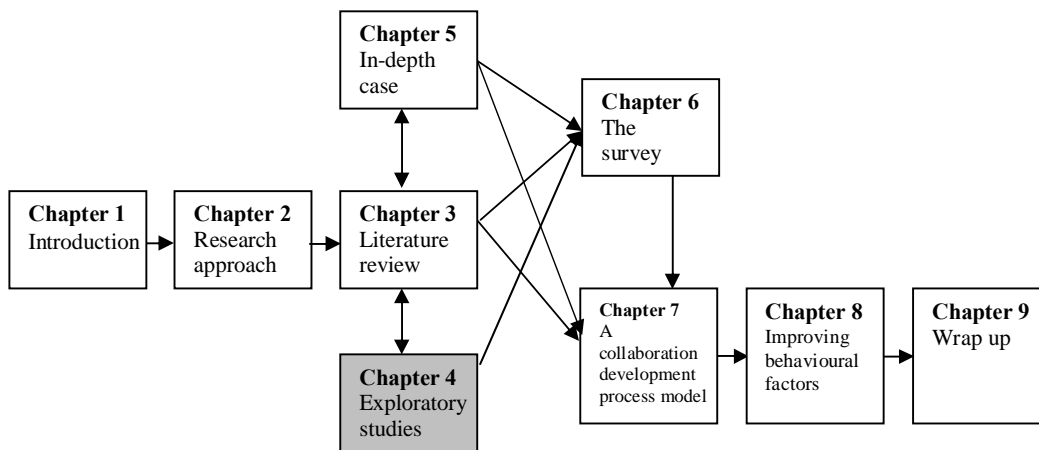 Chapter 5
In-depth
case
Chapter 6
The
survey
Chapter 1
Introduction
Chapter 2
Research
approach
Chapter 3
Literature
review
Chapter 4
Exploratory
studies
Chapter 7
A
collaboration
development
process model
Chapter 8
Improving
behavioural
factors
Chapter 9
Wrap up